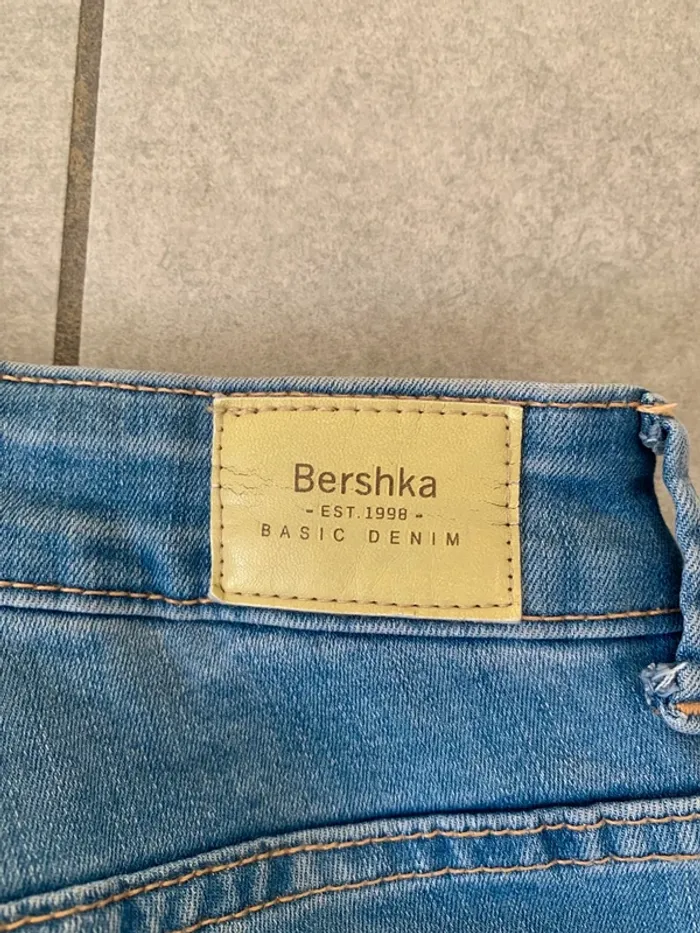 Bershka
- EST. 1998 -
BASIC DENIM